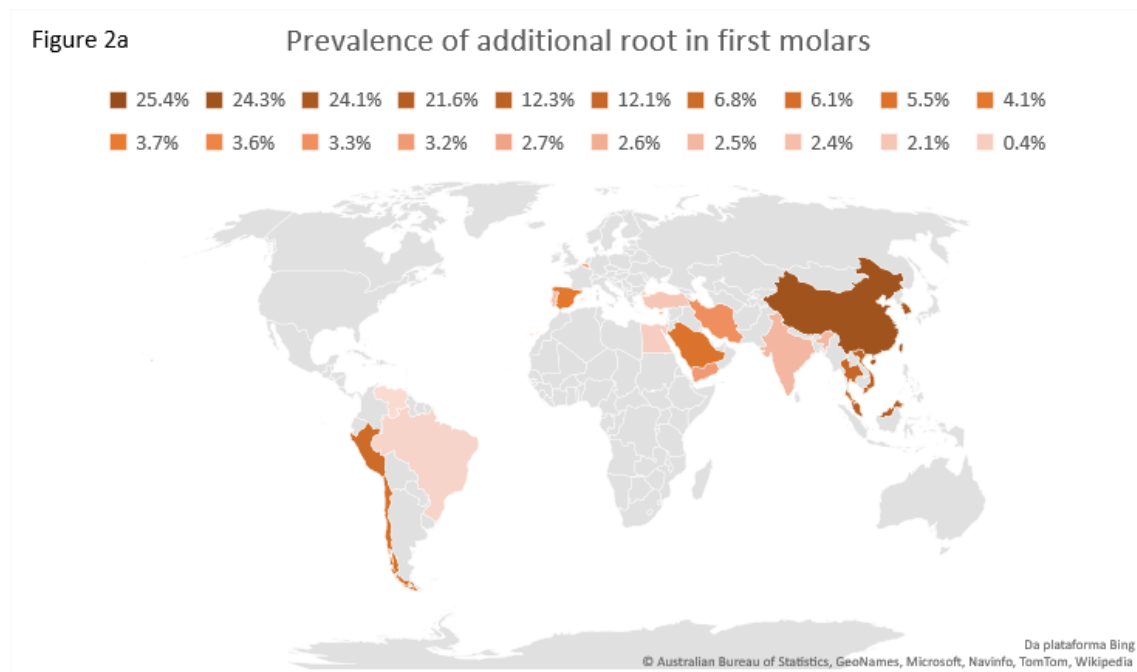 Figure 2a
Prevalence of additional root in first molars
25.4% 24.3% 24.1% 21.6% 12.3% 12.1% 6.8% 6.1% 5.5% 4.1%
3.7% 3.6% 3.3% 3.2% 2.7% 2.6% 2.5% 2.4% 2.1% 0.4%
Da plataforma Bing
© Australian Bureau of Statistics, GeoNames, Microsoft, Navinfo, TomTom, Wikipedia